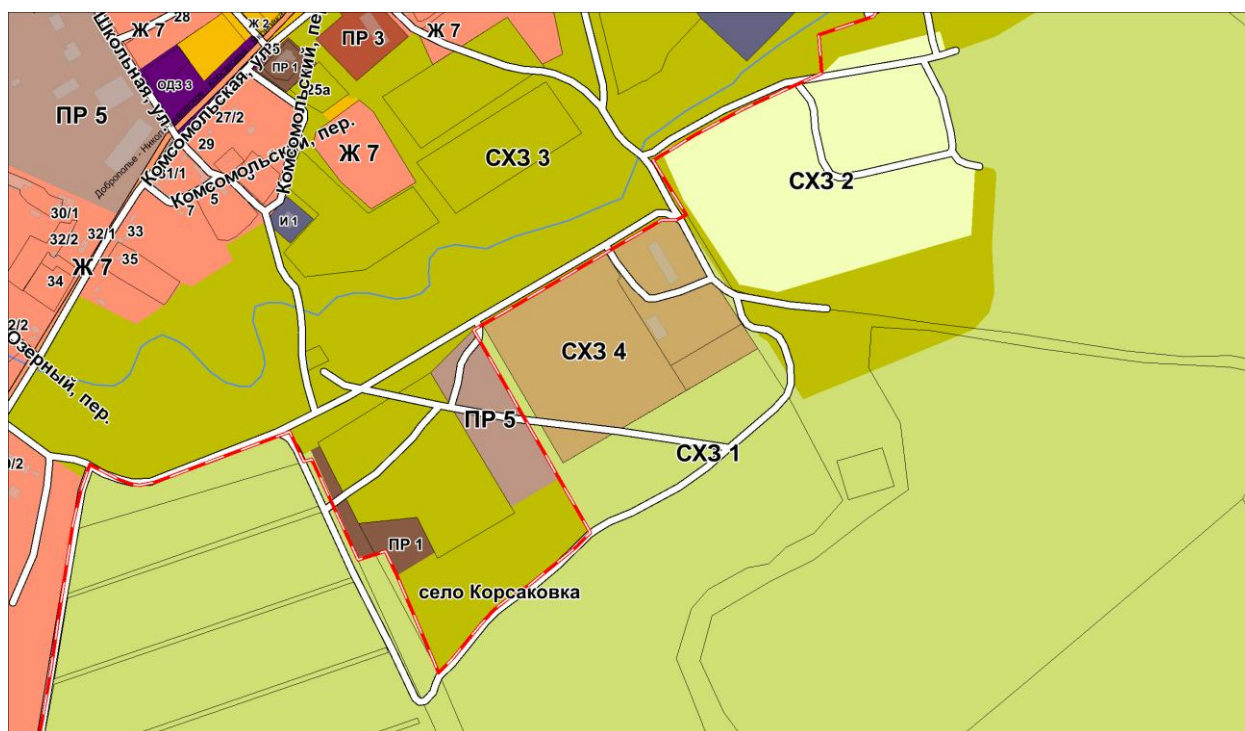 28
Ж 7
Ж 2
Школьная, ул.
Комсомольская, ул.
35
ОДЗ 3
ПР 1
25а
Комсомольский, пер.
ПР 3
Ж 7
ПР 5
27/2
29
31/1
Комсомольский, пер.
Ж 7
СХЗ 3
СХЗ 2
7
5
3
30/1
32/2
32/1
33
35
34
Ж 7
И 1
Озерный, пер.
СХЗ 4
ПР 5
СХЗ 1
ПР 1
село Корсаковка